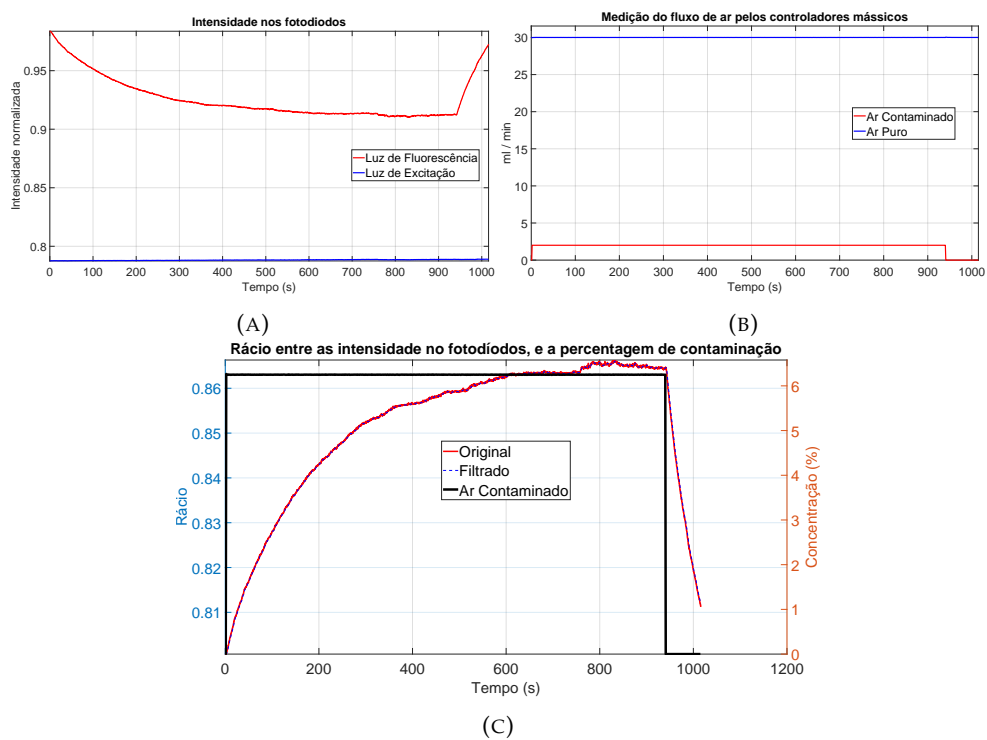 Intensidade nos fotodiodos
Intensidade normalizada
0.95
0.9
0.85
0.8
Luz de Fluorescência
Luz de Excitação
0 100 200 300 400 500 600 700 800 900 1000
Tempo (s)
(A)
Medição do fluxo de ar pelos controladores mássicos
ml / min
30
25
20
15
10
5
0
Ar Contaminado
Ar Puro
0 100 200 300 400 500 600 700 800 900 1000
Tempo (s)
(B)
Rácio entre as intensidade no fotodíodos, e a percentagem de contaminação
Rácio
0.86
0.85
0.84
0.83
0.82
0.81
Original
Filtrado
Ar Contaminado
6
5
4
3
2
1
0
Concentração (%)
0 200 400 600 800 1000 1200
Tempo (s)
(C)